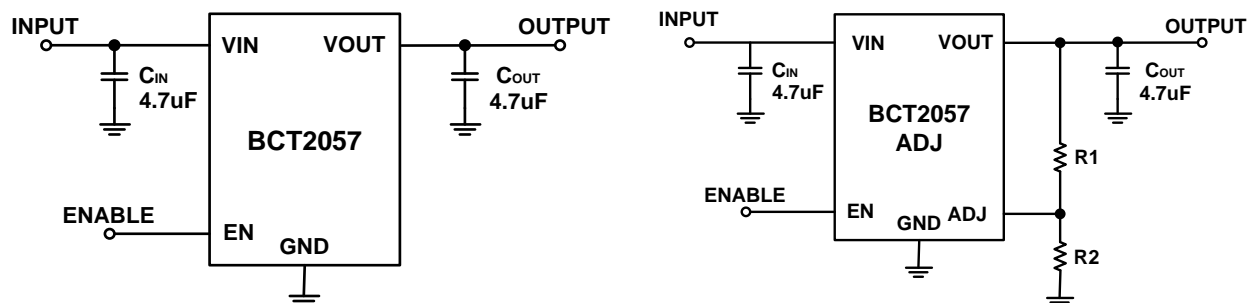 INPUT
VIN
VOUT
OUTPUT
CIN
4.7uF
COUT
4.7uF
BCT2057
ENABLE
EN
GND
INPUT
VIN
VOUT
OUTPUT
CIN
4.7uF
COUT
4.7uF
BCT2057
ADJ
R1
ENABLE
EN
GND
ADJ
R2